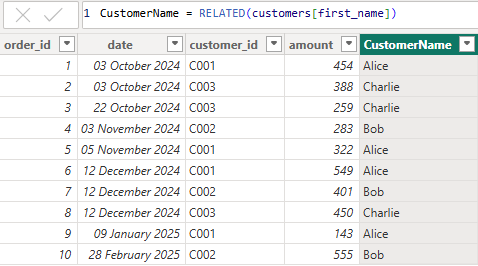 1 CustomerName = RELATED(customers[first_name])
order_id date customer_id amount CustomerName
1 03 October 2024 C001 454 Alice
2 03 October 2024 C003 388 Charlie
3 22 October 2024 C003 259 Charlie
4 03 November 2024 C002 283 Bob
5 05 November 2024 C001 322 Alice
6 12 December 2024 C001 549 Alice
7 12 December 2024 C002 401 Bob
8 12 December 2024 C003 450 Charlie
9 09 January 2025 C001 143 Alice
10 28 February 2025 C002 555 Bob